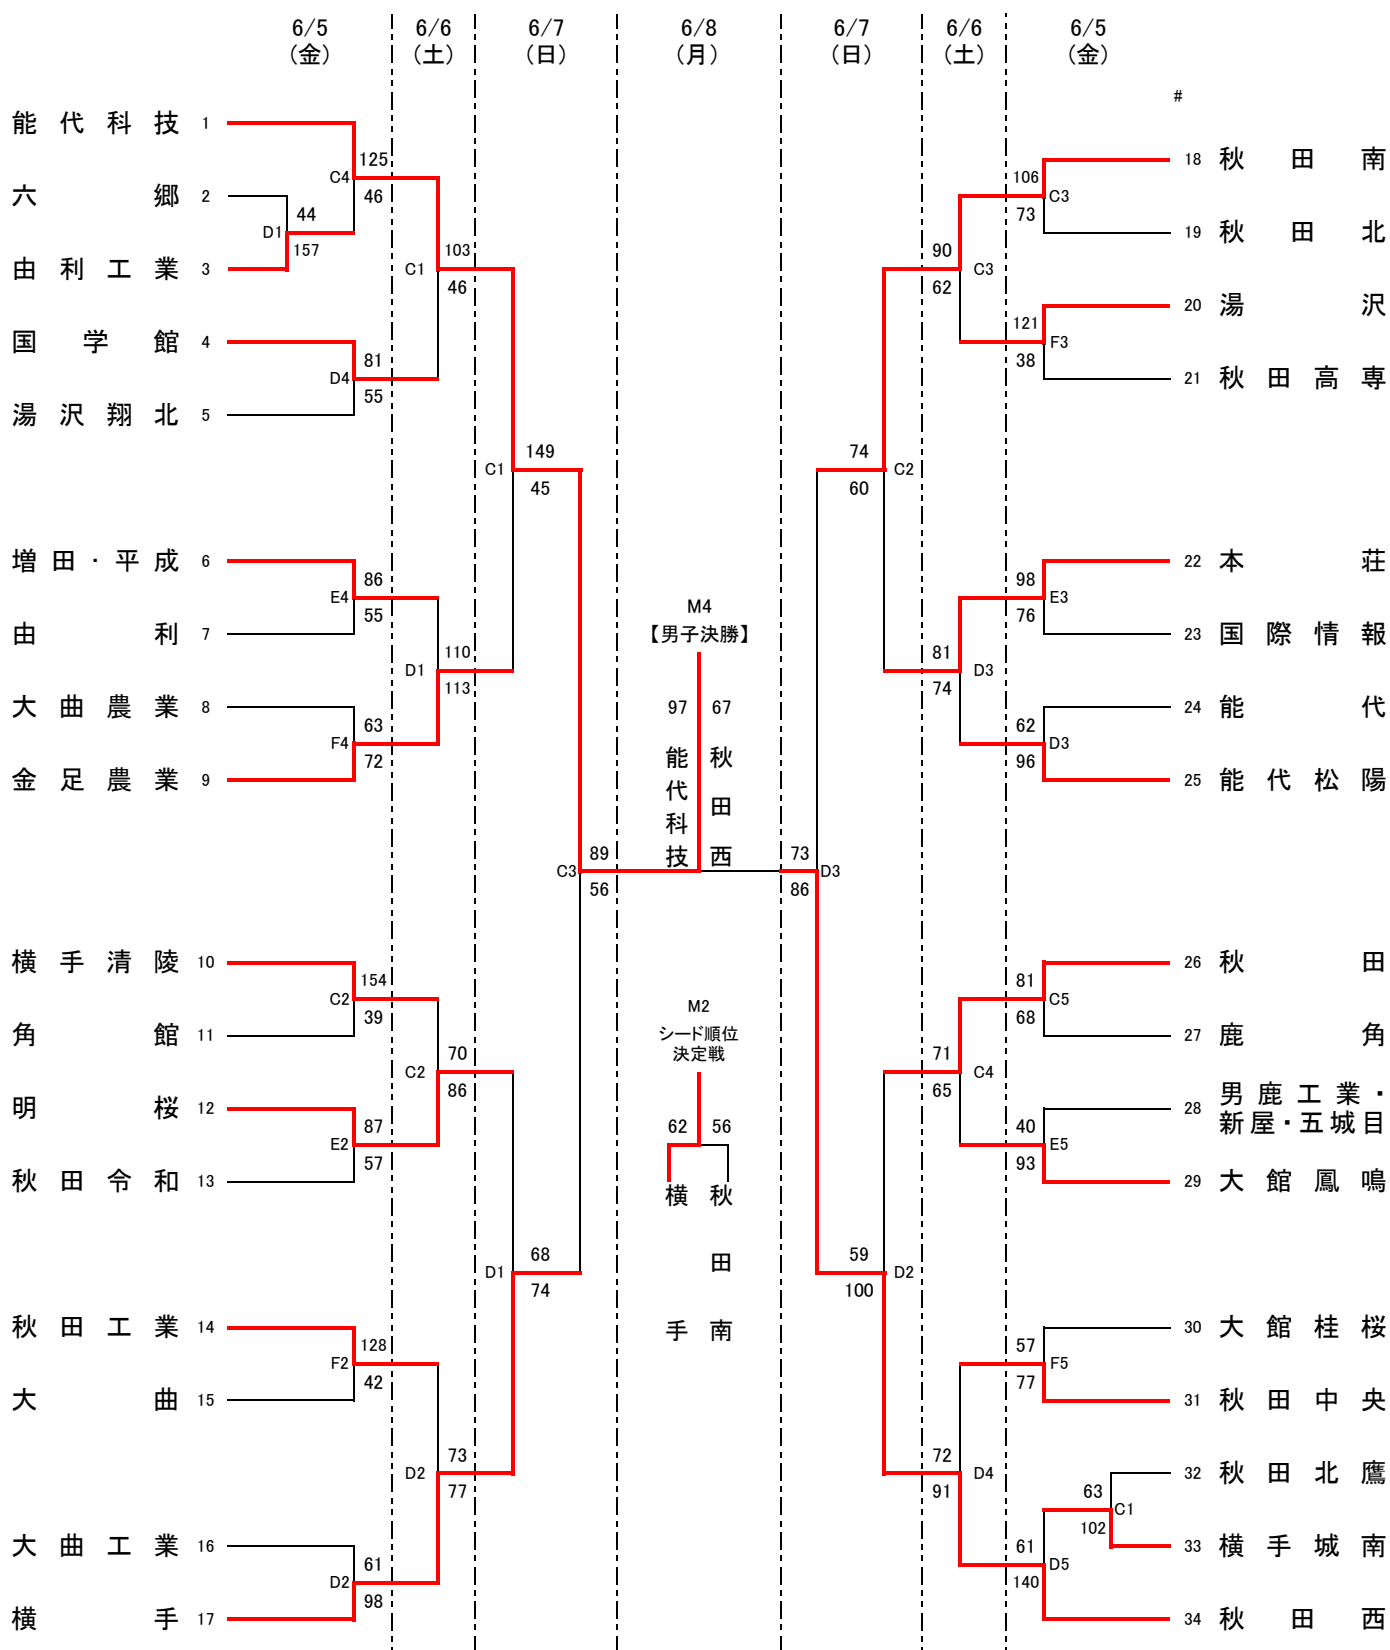 6/5 6/6 6/7 6/8 6/7 6/6 6/5
(金) (土) (日) (月) (日) (土) (金)
#
能代科技 1
六郷 2
由利工業 3
国学館 4
湯沢翔北 5
増田・平成 6
由利 7
大曲農業 8
金足農業 9
横手清陵 10
角館 11
明桜 12
秋田令和 13
秋田工業 14
大曲 15
大曲工業 16
横手 17
D1 44 157
C4 125 46
D4 81 55
E4 86 55
F4 63 72
C2 154 39
E2 87 57
F2 128 42
D2 61 98
C1 103 46
D1 110 113
C2 70 86
D2 73 77
C1 149 45
D1 68 74
C3 89 56
M4
【男子決勝】
97 67
能代科技
秋田西
M2
シード順位
決定戦
62 56
横手
秋田南
73 D3
86
74 C2
60
59 D2
100
90 C3
62
81 D3
74
71 C4
65
72 D4
91
106 C3
73
121 F3
38
98 E3
76
62 D3
96
81 C5
68
40 E5
93
57 F5
77
63 C1
102
61 D5
140
18 秋田南
19 秋田北
20 湯沢
21 秋田高専
22 本荘
23 国際情報
24 能代
25 能代松陽
26 秋田
27 鹿角
28 男鹿工業・
新屋・五城目
29 大館鳳鳴
30 大館桂桜
31 秋田中央
32 秋田北鷹
33 横手城南
34 秋田西